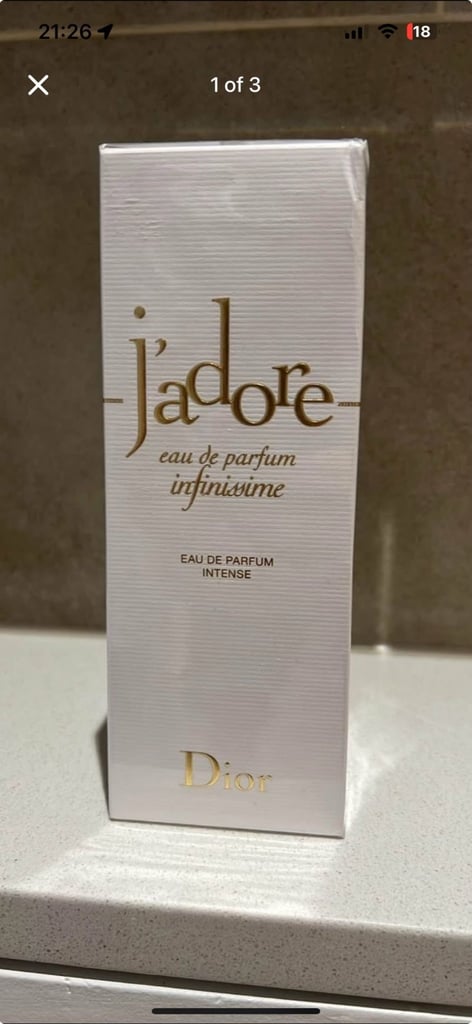 21:26
18
1 of 3
j'adore
eau de parfum
infinissime
EAU DE PARFUM
INTENSE
Dior